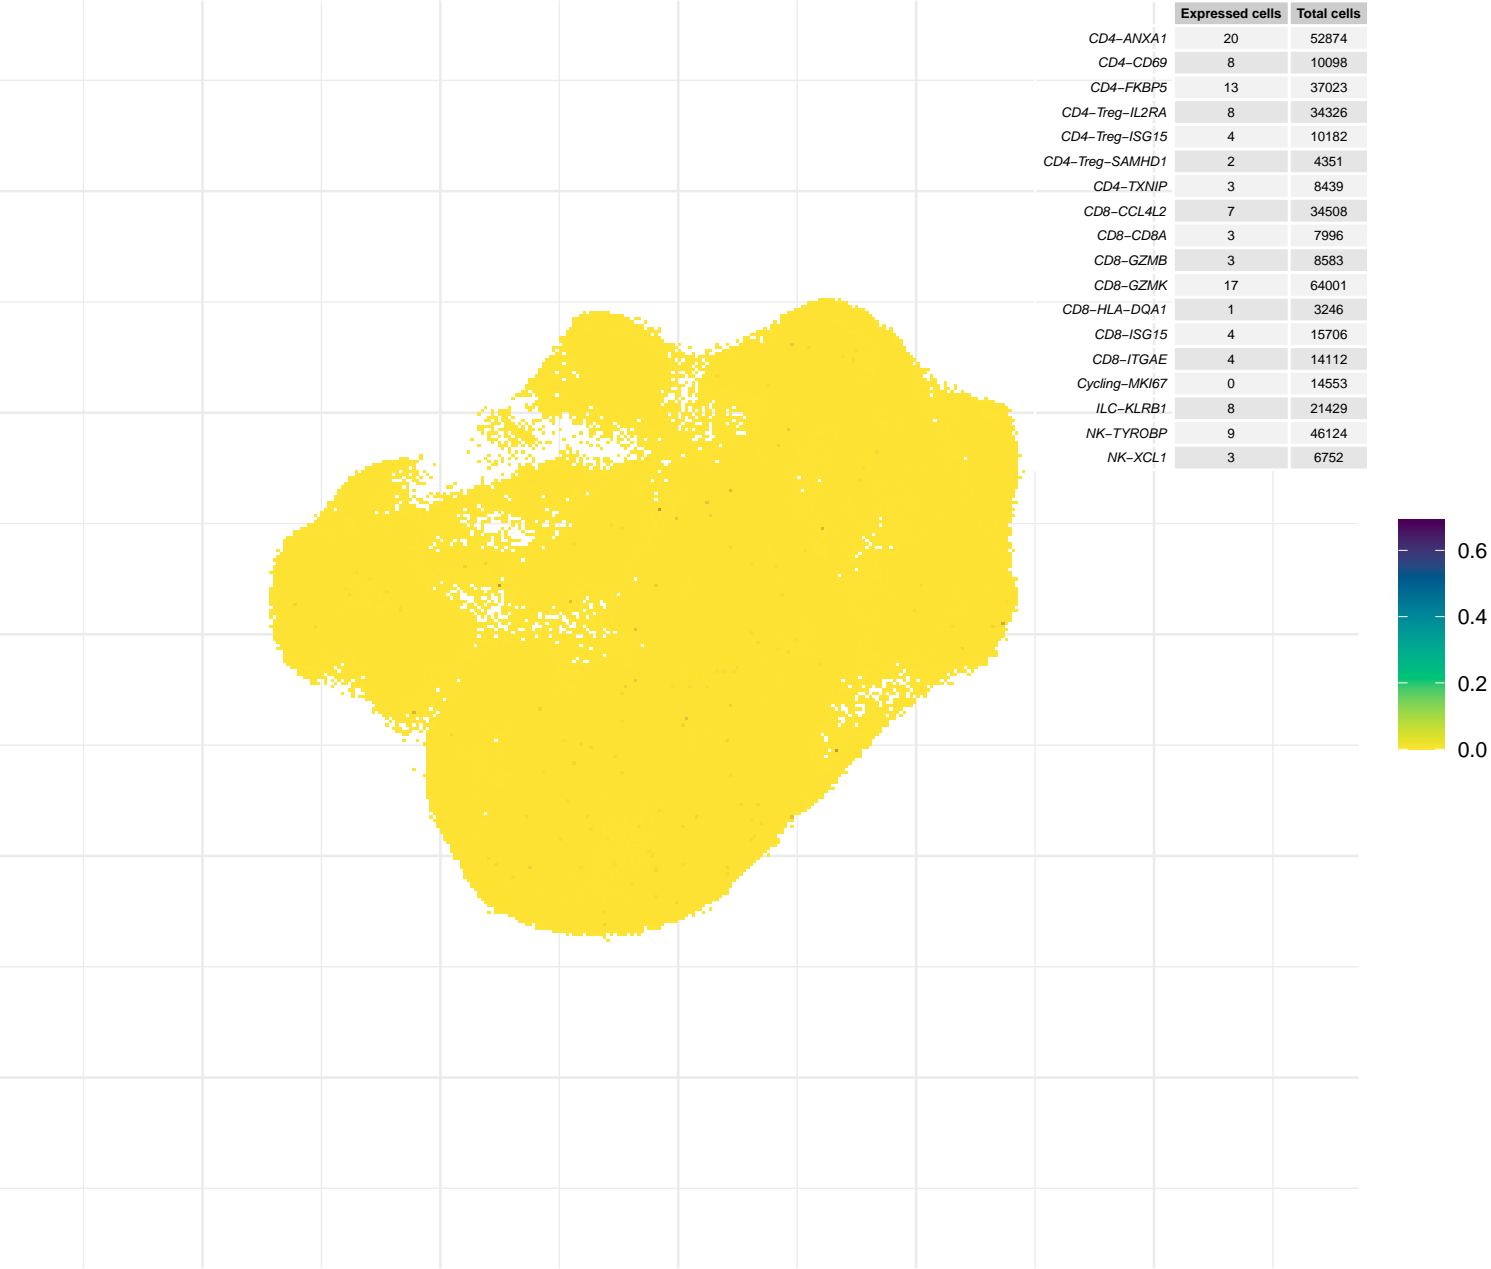 Expressed cells Total cells
CD4−ANXA1 20 52874
CD4−CD69 8 10098
CD4−FKBP5 13 37023
CD4−Treg−IL2RA 8 34326
CD4−Treg−ISG15 4 10182
CD4−Treg−SAMHD1 2 4351
CD4−TXNIP 3 8439
CD8−CCL4L2 7 34508
CD8−CD8A 3 7996
CD8−GZMB 3 8583
CD8−GZMK 17 64001
CD8−HLA−DQA1 1 3246
CD8−ISG15 4 15706
CD8−ITGAE 4 14112
Cycling−MKI67 0 14553
ILC−KLRB1 8 21429
NK−TYROBP 9 46124
NK−XCL1 3 6752
0.6
0.4
0.2
0.0